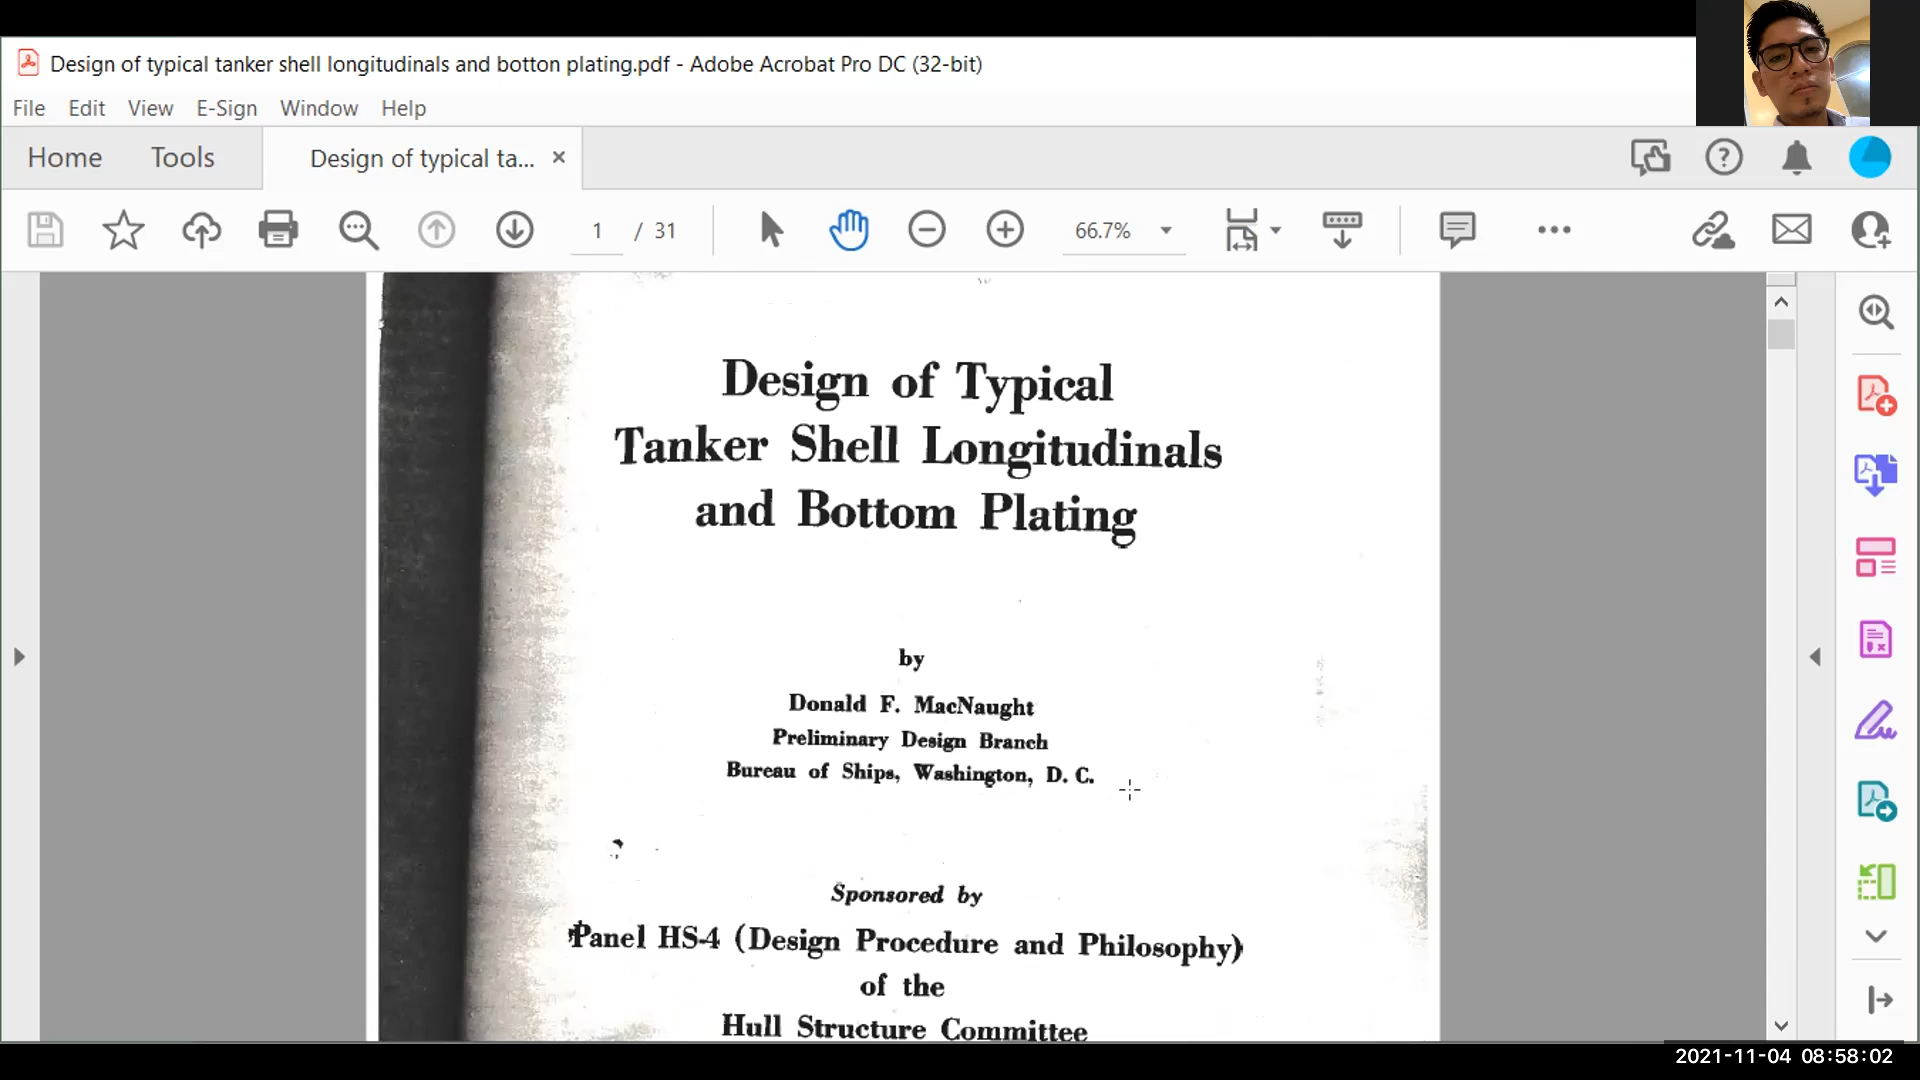 Design of typical tanker shell longitudinals and botton plating.pdf - Adobe Acrobat Pro DC (32-bit)
File Edit View E-Sign Window Help
Home Tools Design of typical ta... ×
1 / 31 66.7%
Design of Typical
Tanker Shell Longitudinals
and Bottom Plating
by
Donald F. MacNaught
Preliminary Design Branch
Bureau of Ships, Washington, D. C.
Sponsored by
Panel HS-4 (Design Procedure and Philosophy)
of the
Hull Structure Committee
2021-11-04 08:58:02